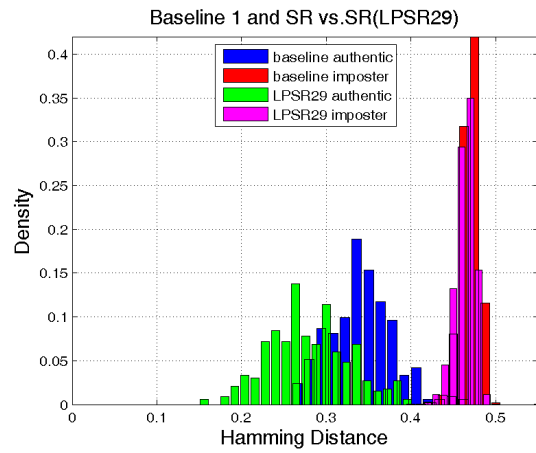 Baseline 1 and SR vs.SR(LPSR29)
baseline authentic
baseline imposter
LPSR29 authentic
LPSR29 imposter
0.4
0.35
0.3
0.25
0.2
0.15
0.1
0.05
0
Density
0 0.1 0.2 0.3 0.4 0.5
Hamming Distance